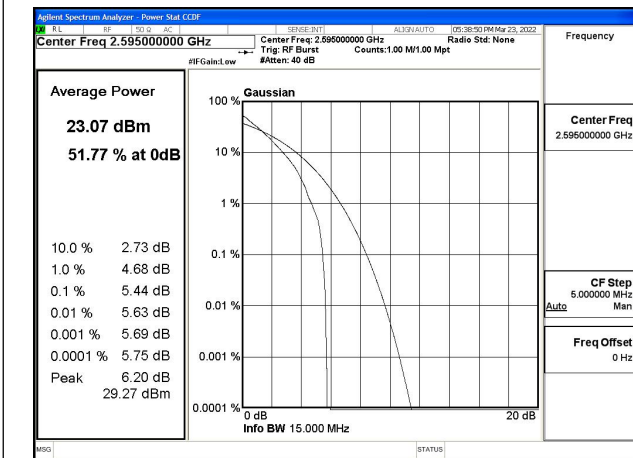 Agilent Spectrum Analyzer - Power Stat CCDF
RL RF 50 Ω AC SENSE:INT ALIGN AUTO 05:38:50 PM Mar 23, 2022
Center Freq 2.595000000 GHz
Center Freq: 2.595000000 GHz Radio Std: None
Trig: RF Burst Counts:1.00 M/1.00 Mpt
#IFGain:Low #Atten: 40 dB
Average Power
23.07 dBm
51.77 % at 0dB
10.0 % 2.73 dB
1.0 % 4.68 dB
0.1 % 5.44 dB
0.01 % 5.63 dB
0.001 % 5.69 dB
0.0001 % 5.75 dB
Peak 6.20 dB
29.27 dBm
Gaussian
100 %
10 %
1 %
0.1 %
0.01 %
0.001 %
0.0001 %
0 dB 20 dB
Info BW 15.000 MHz
Frequency
Center Freq
2.595000000 GHz
CF Step
5.000000 MHz
Auto Man
Freq Offset
0 Hz
MSG STATUS